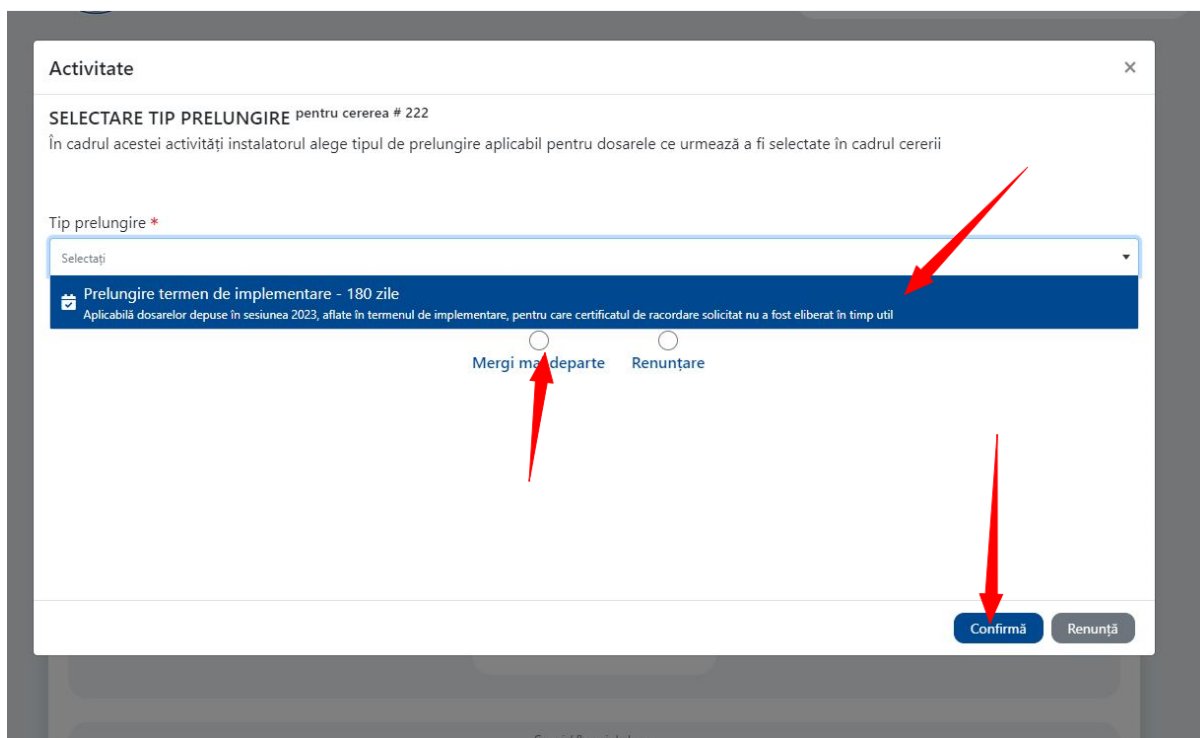 Activitate
SELECTARE TIP PRELUNGIRE pentru cererea # 222
În cadrul acestei activități instalatorul alege tipul de prelungire aplicabil pentru dosarele ce urmează a fi selectate în cadrul cererii
Tip prelungire *
Selectați
Prelungire termen de implementare - 180 zile
Aplicabilă dosarelor depuse în sesiunea 2023, aflate în termenul de implementare, pentru care certificatul de racordare solicitat nu a fost eliberat în timp util
Mergi mai departe Renunțare
Confirmă Renunță